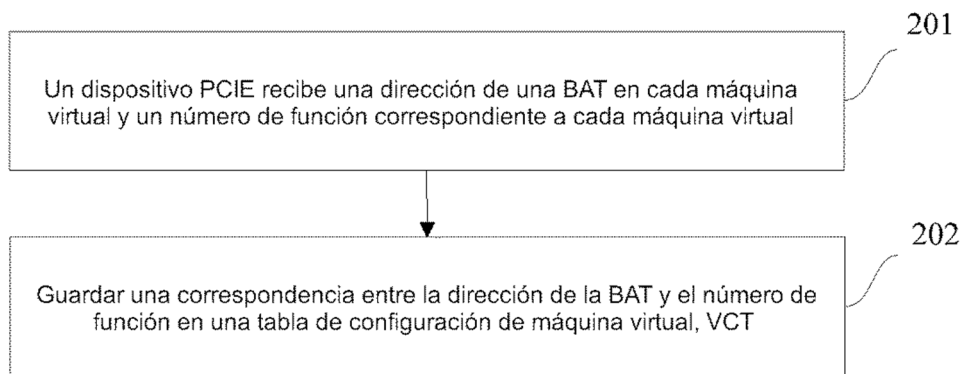 201
Un dispositivo PCIE recibe una dirección de una BAT en cada máquina
virtual y un número de función correspondiente a cada máquina virtual
202
Guardar una correspondencia entre la dirección de la BAT y el número de
función en una tabla de configuración de máquina virtual, VCT